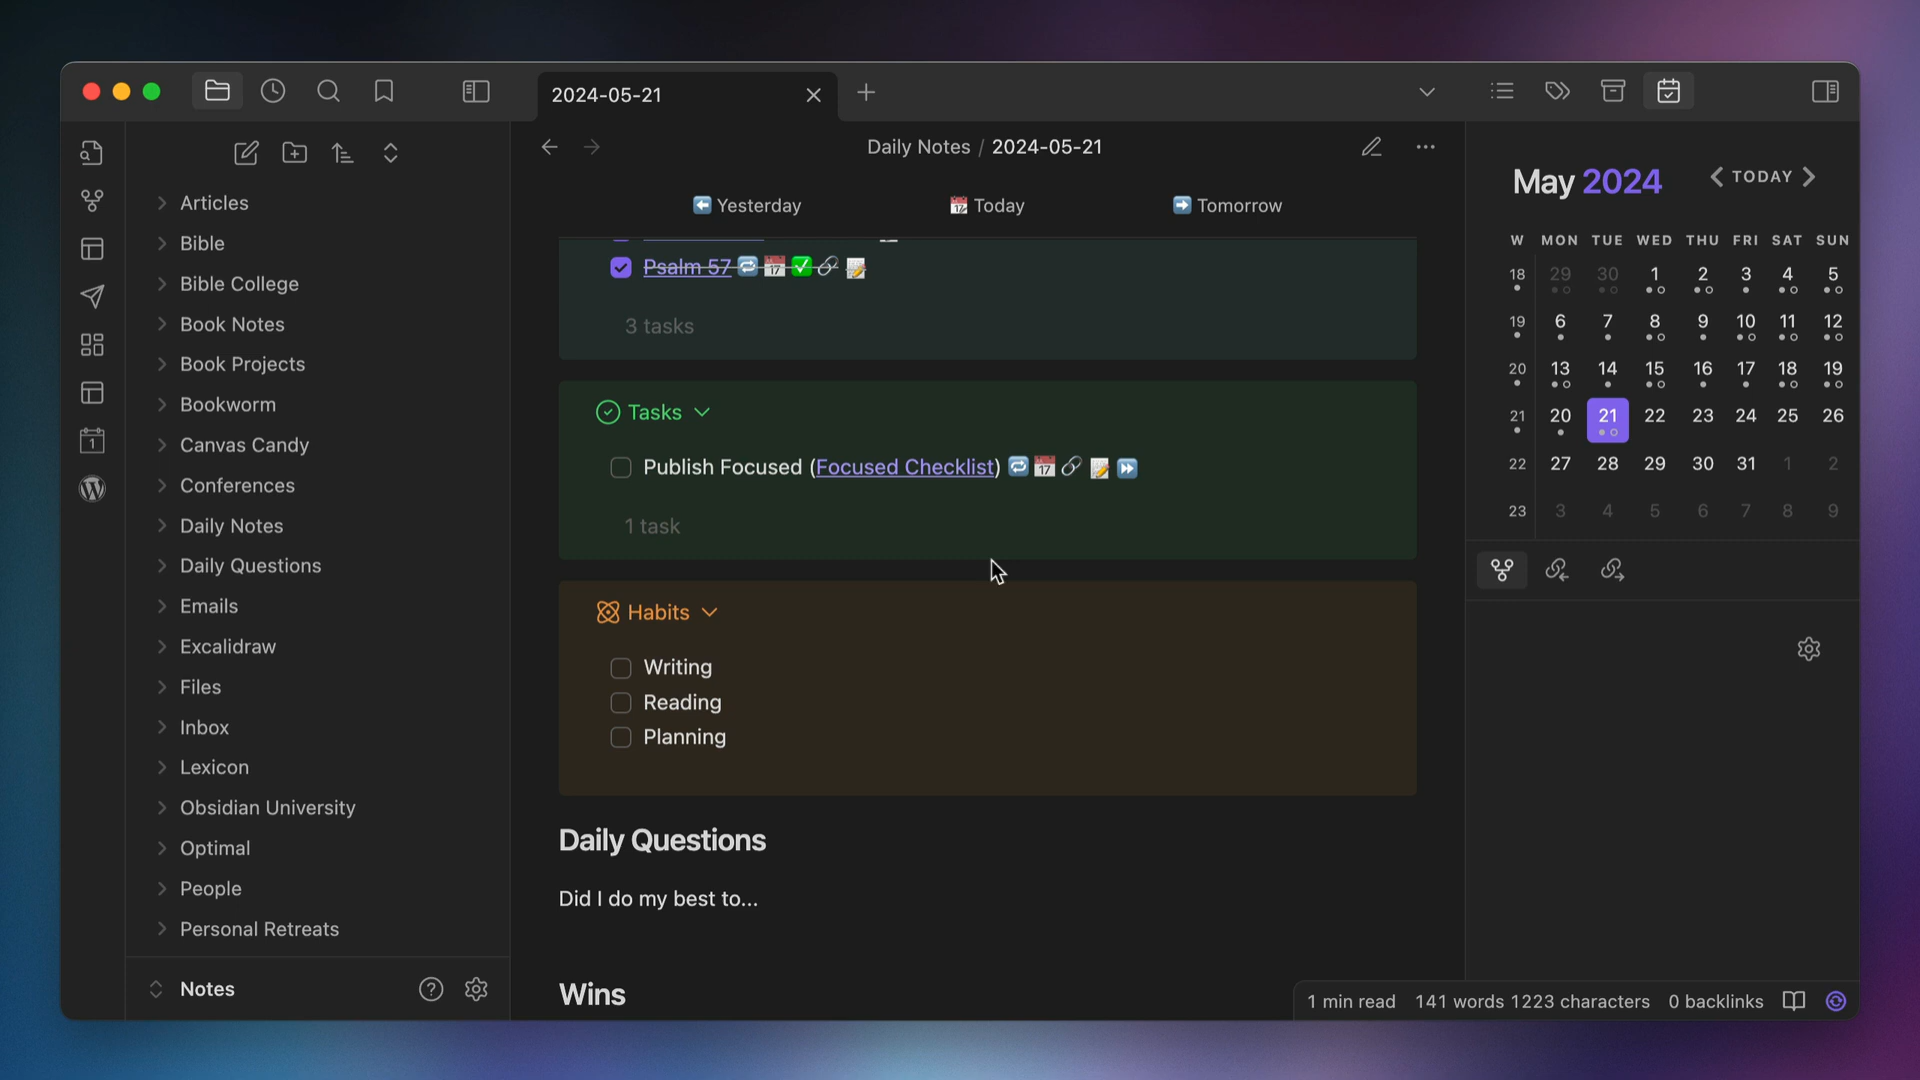 2024-05-21
Daily Notes / 2024-05-21
Yesterday
Today
Tomorrow
Articles
Bible
Bible College
Book Notes
Book Projects
Bookworm
Canvas Candy
Conferences
Daily Notes
Daily Questions
Emails
Excalidraw
Files
Inbox
Lexicon
Obsidian University
Optimal
People
Personal Retreats
Notes
Psalm 57
3 tasks
Tasks
Publish Focused (Focused Checklist)
1 task
Habits
Writing
Reading
Planning
Daily Questions
Did I do my best to...
Wins
May 2024
TODAY
W MON TUE WED THU FRI SAT SUN
18 29 30 1 2 3 4 5
19 6 7 8 9 10 11 12
20 13 14 15 16 17 18 19
21 20 21 22 23 24 25 26
22 27 28 29 30 31 1 2
23 3 4 5 6 7 8 9
1 min read 141 words 1223 characters 0 backlinks